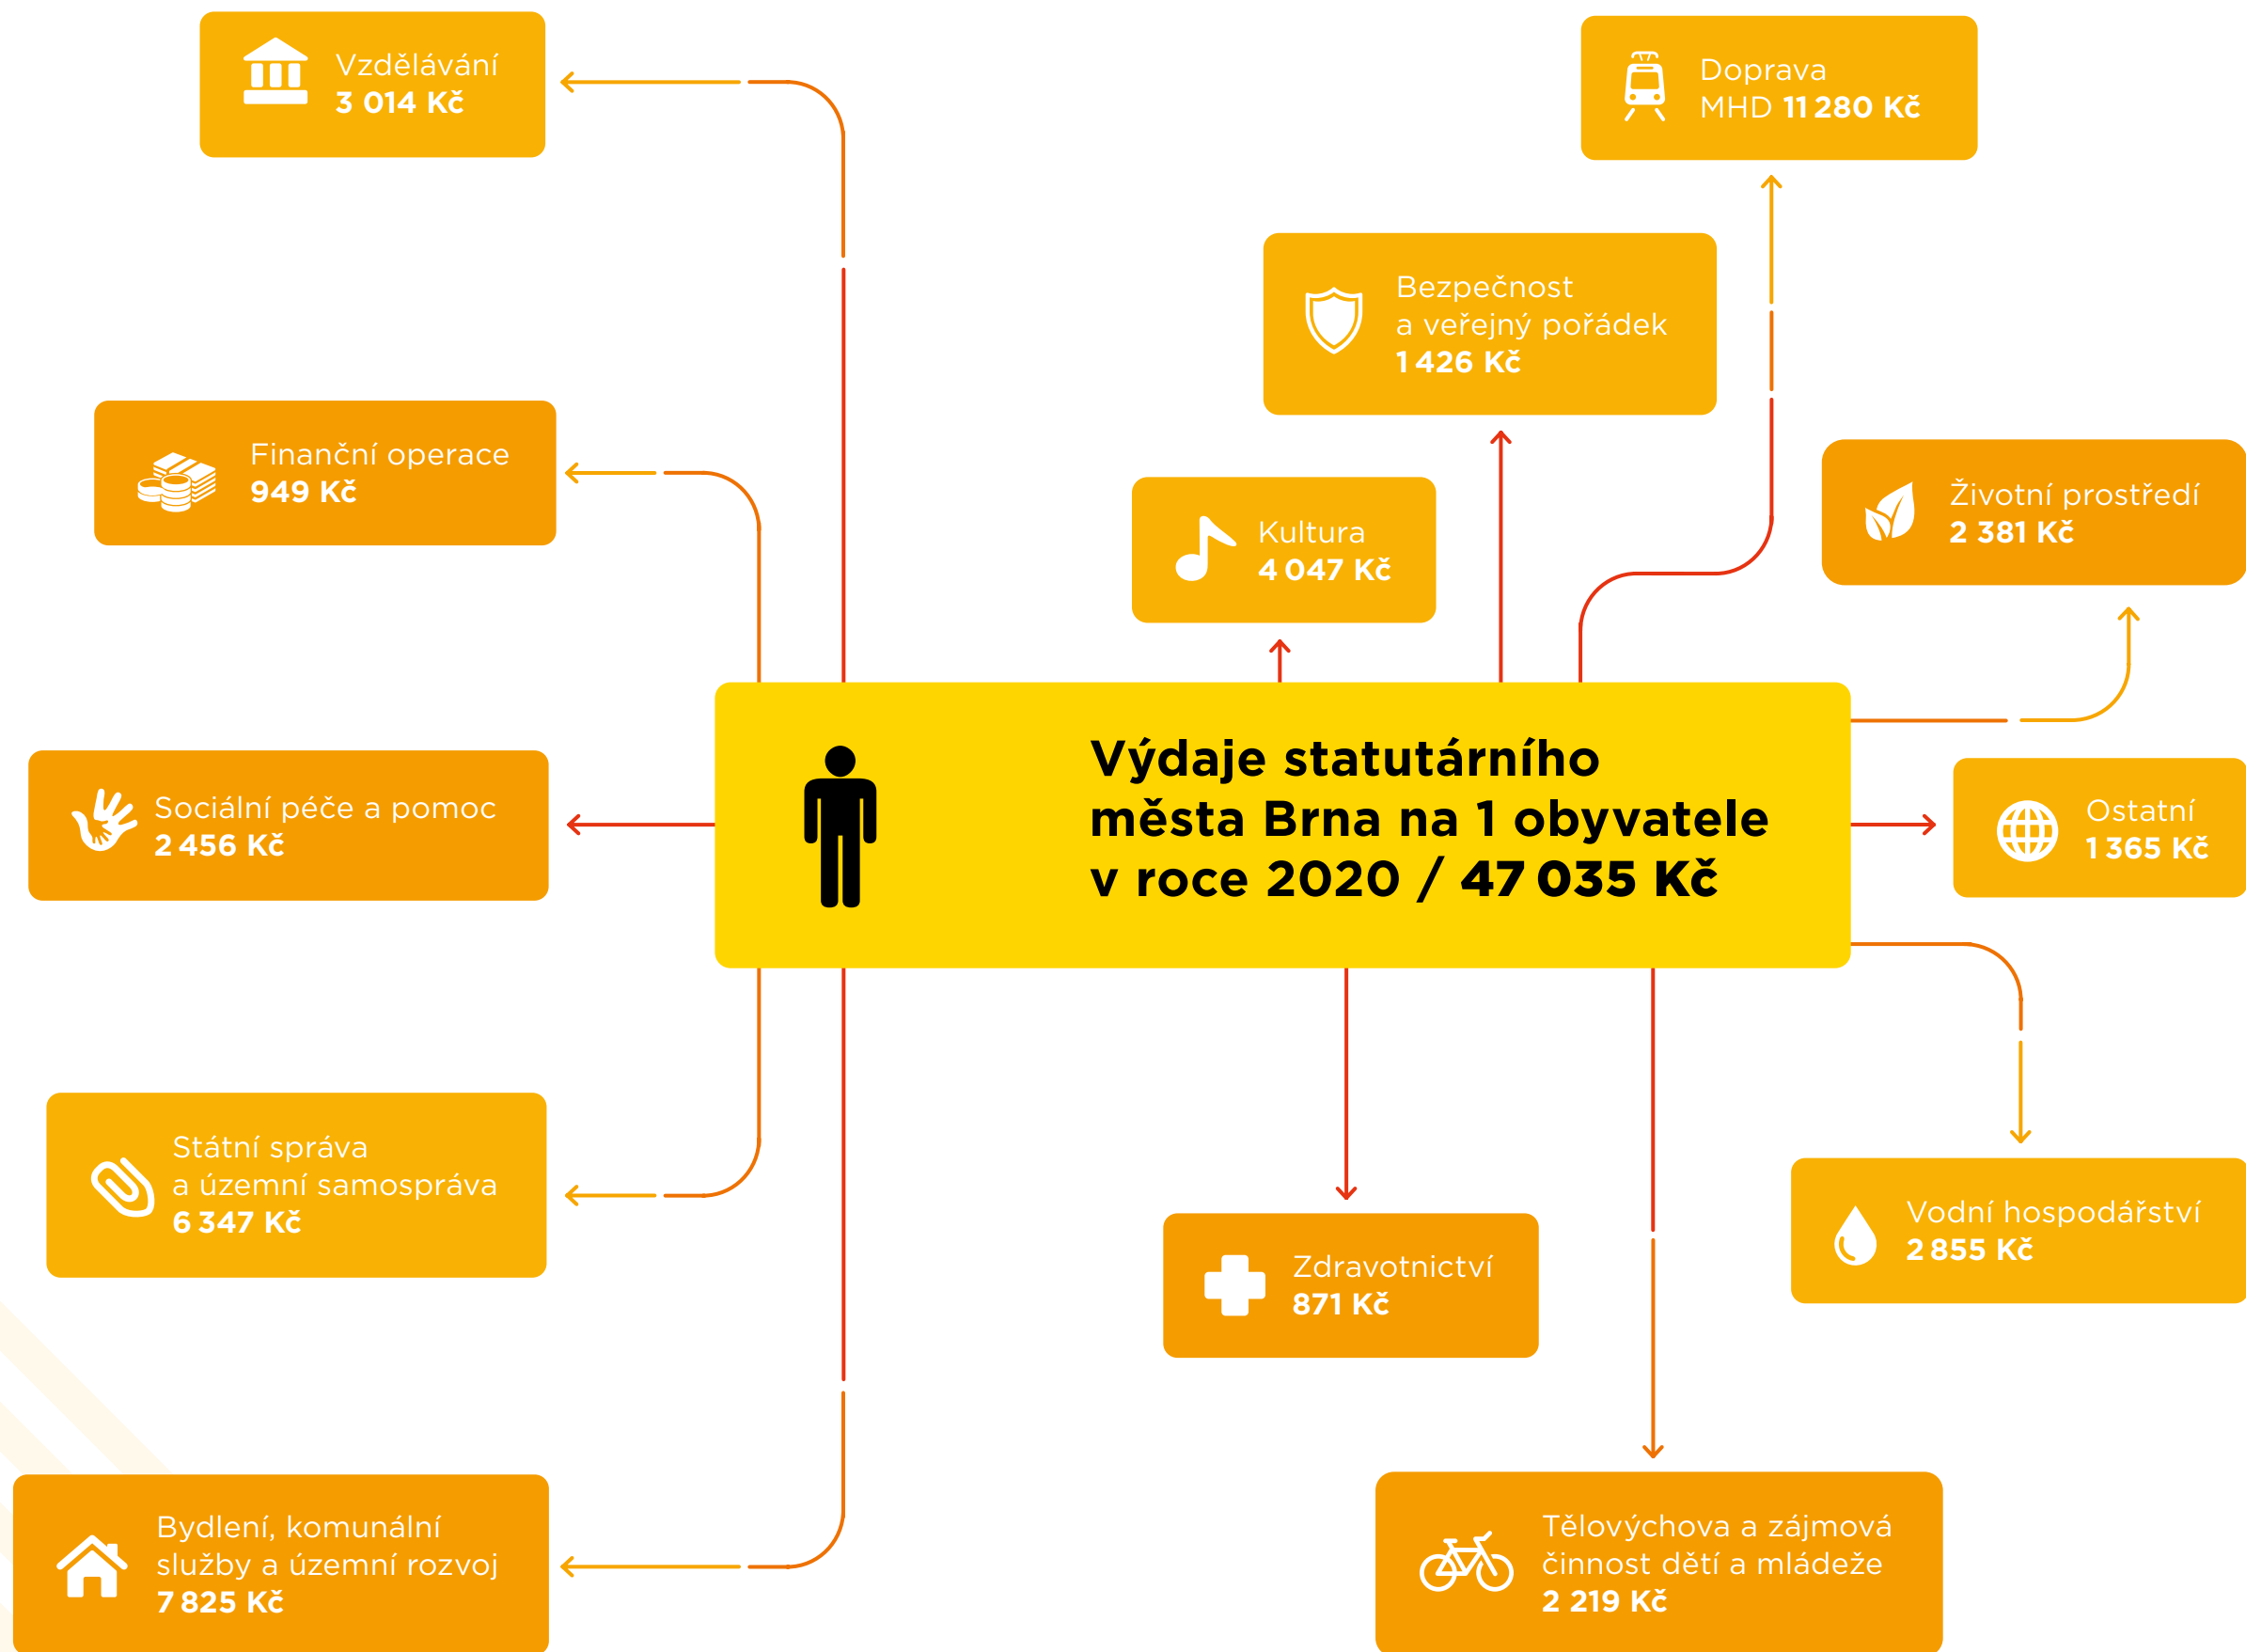 Vzdělávání
3 014 Kč
Doprava
MHD 11 280 Kč
Bezpečnost
a veřejný pořádek
1 426 Kč
Finanční operace
949 Kč
Životní prostředí
2 381 Kč
Kultura
4 047 Kč
Výdaje statutárního
města Brna na 1 obyvatele
v roce 2020 / 47 035 Kč
Sociální péče a pomoc
2 456 Kč
Ostatní
1 365 Kč
Státní správa
a územní samospráva
6 347 Kč
Vodní hospodářství
2 855 Kč
Zdravotnictví
871 Kč
Bydlení, komunální
služby a územní rozvoj
7 825 Kč
Tělovýchova a zájmová
činnost dětí a mládeže
2 219 Kč